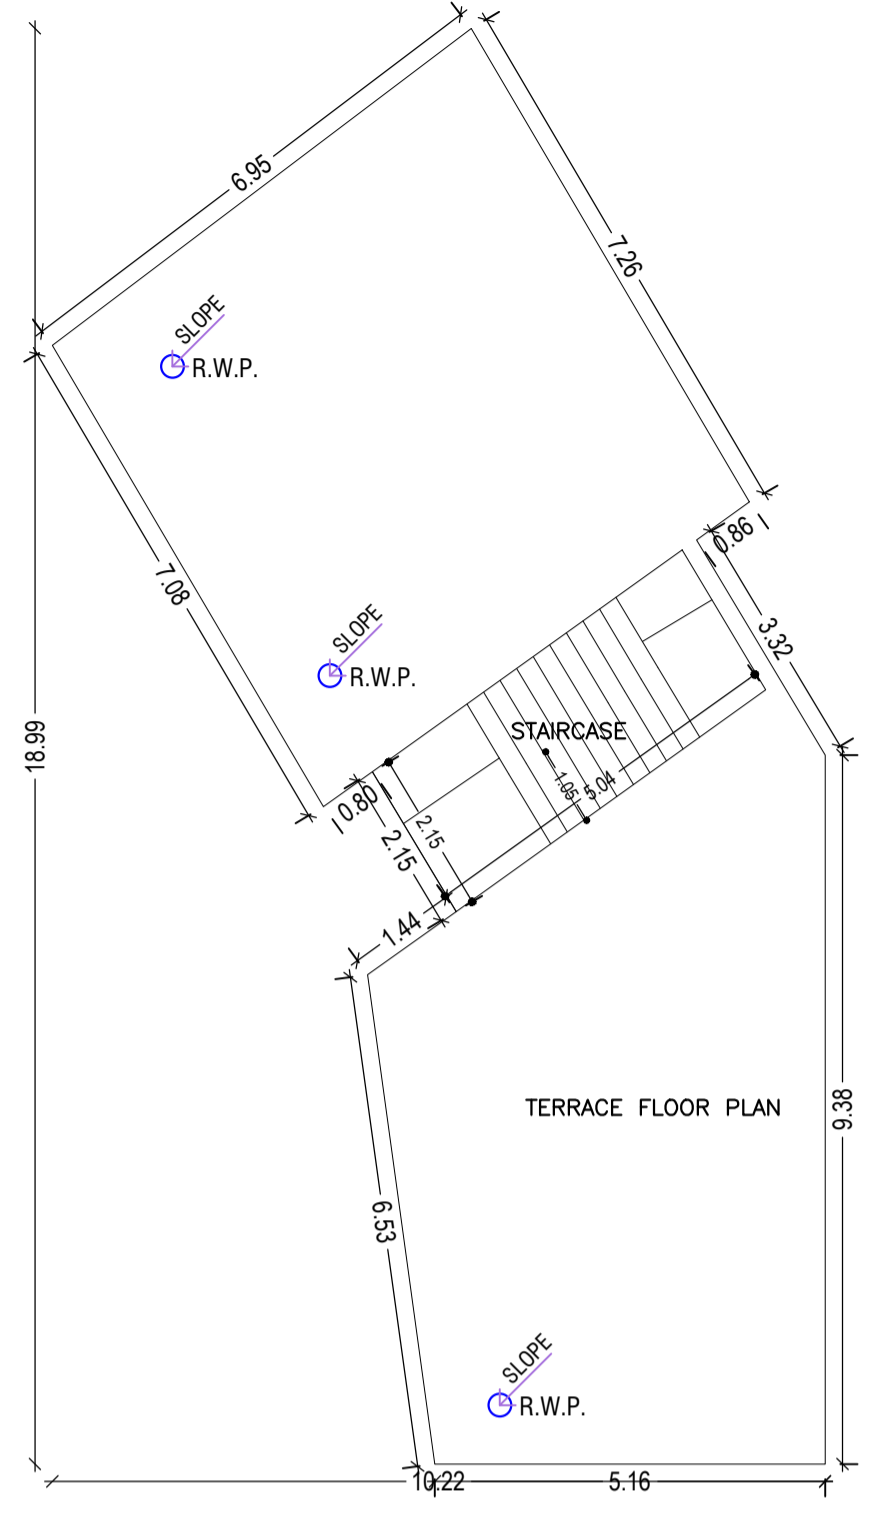 6.95
7.26
SLOPE
R.W.P.
0.86
7.08
SLOPE
R.W.P.
3.32
18.99
STAIRCASE
1.05
5.04
0.80
2.15
2.15
1.44
TERRACE FLOOR PLAN
9.38
6.53
SLOPE
R.W.P.
10.22
5.16